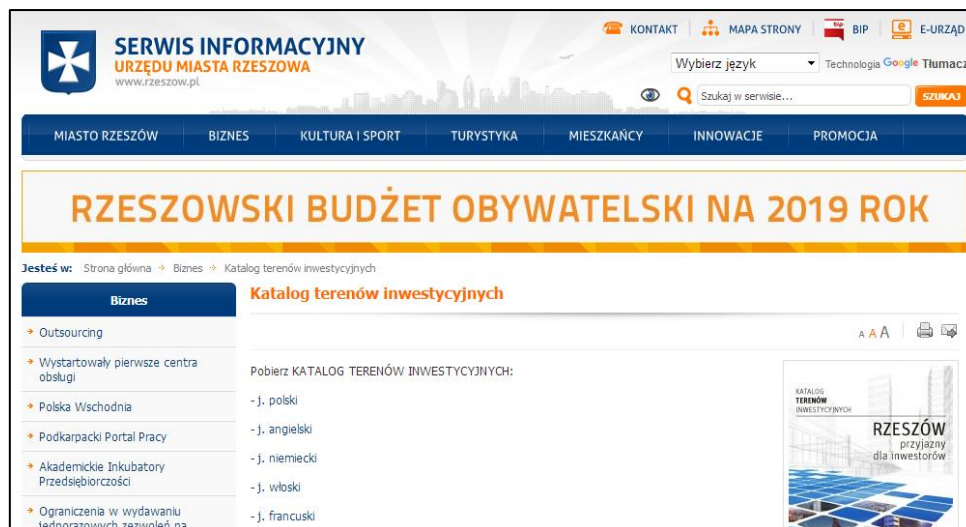 KONTAKT
MAPA STRONY
bip
BIP
E-URZĄD
SERWIS INFORMACYJNY
URZĘDU MIASTA RZESZOWA
www.rzeszow.pl
Wybierz język
Technologia Google Tłumacz
Szukaj w serwisie...
SZUKAJ
MIASTO RZESZÓW
BIZNES
KULTURA I SPORT
TURYSTYKA
MIESZKAŃCY
INNOWACJE
PROMOCJA
RZESZOWSKI BUDŻET OBYWATELSKI NA 2019 ROK
Jesteś w: Strona główna Biznes Katalog terenów inwestycyjnych
Biznes
Outsourcing
Wystartowały pierwsze centra
obsługi
Polska Wschodnia
Podkarpacki Portal Pracy
Akademickie Inkubatory
Przedsiębiorczości
Ograniczenia w wydawaniu
jednorazowych zezwoleń na
Katalog terenów inwestycyjnych
A A A
Pobierz KATALOG TERENÓW INWESTYCYJNYCH:
- j. polski
- j. angielski
- j. niemiecki
- j. włoski
- j. francuski
KATALOG
TERENÓW
INWESTYCYJNYCH
RZESZÓW
przyjazny
dla inwestorów